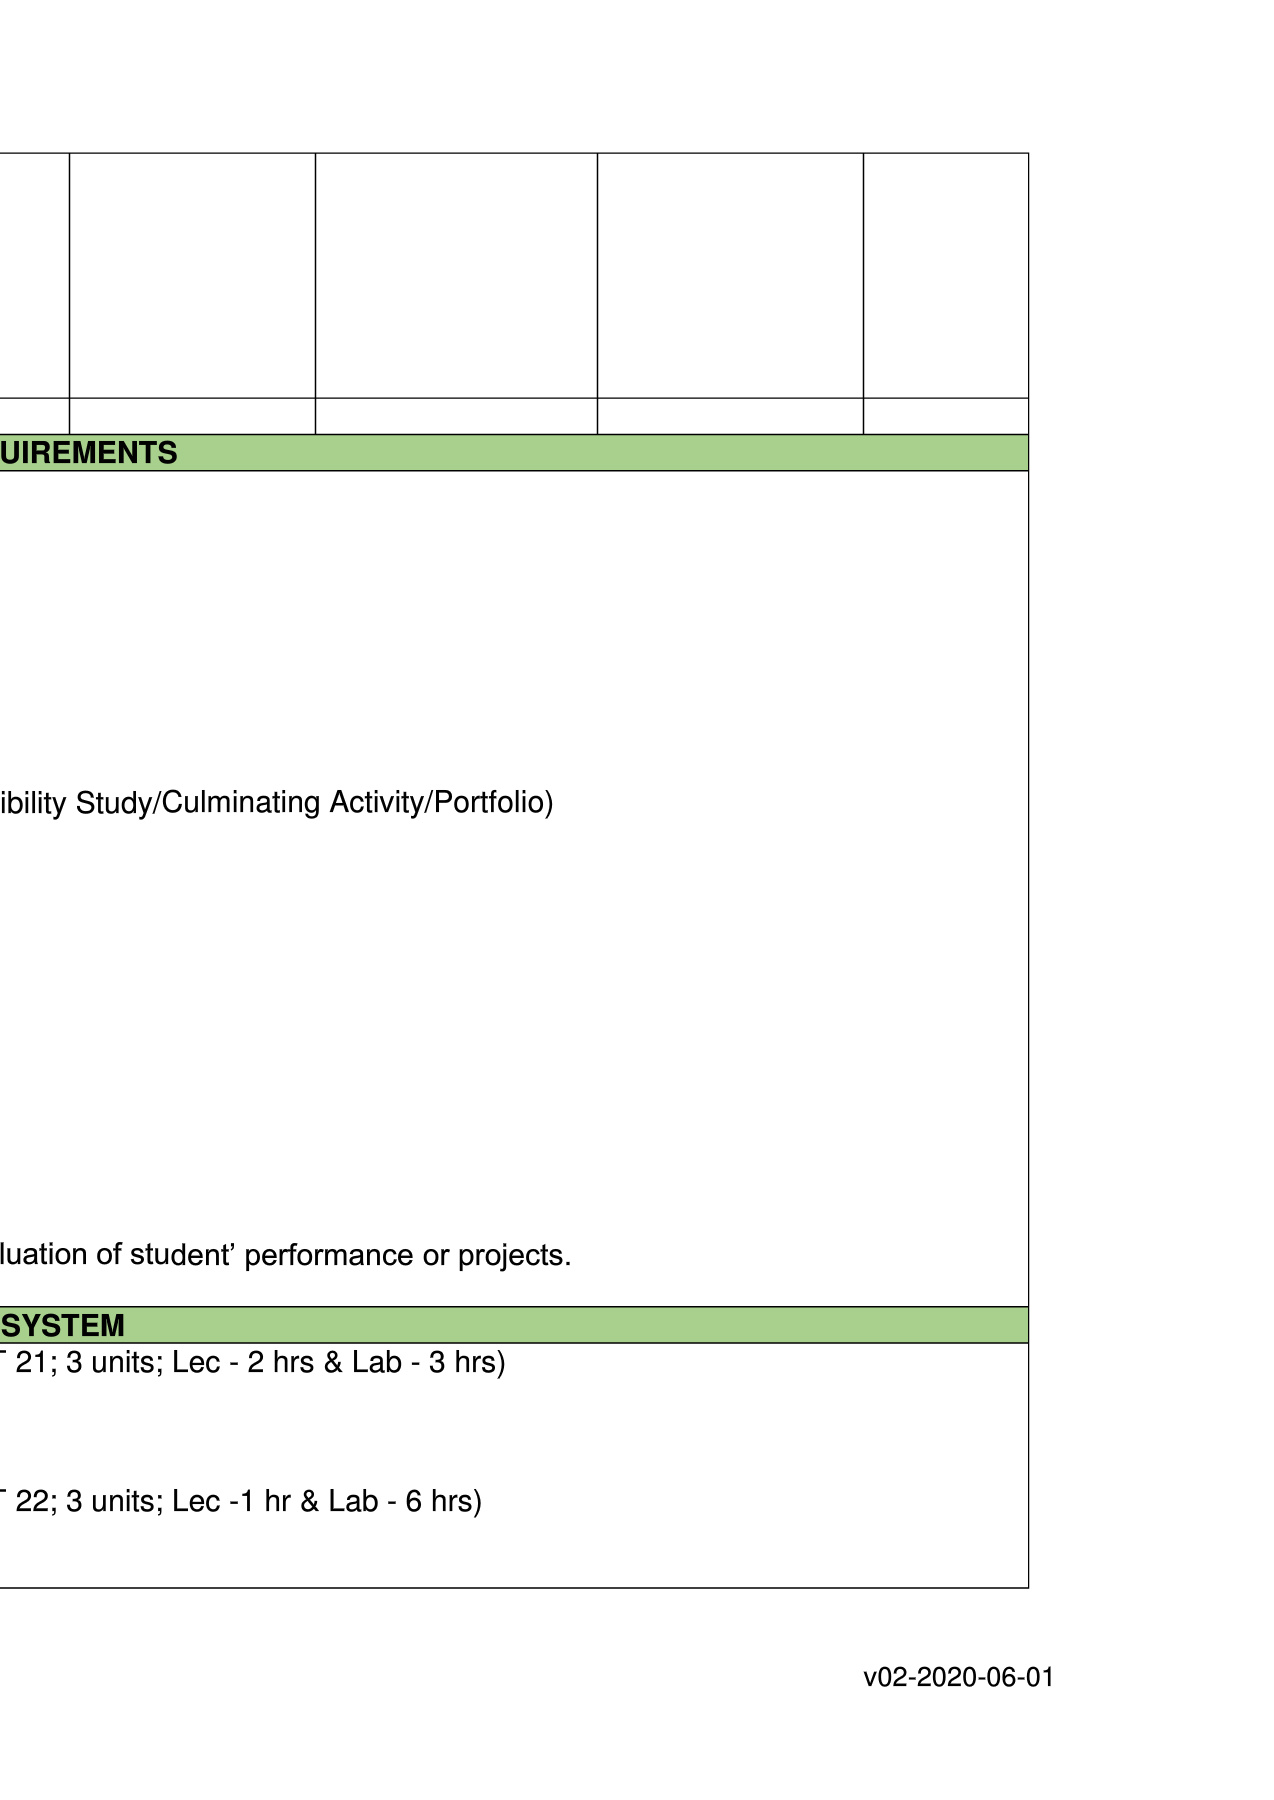 UIREMENTS
ibility Study/Culminating Activity/Portfolio)
luation of student’ performance or projects.
SYSTEM
21; 3 units; Lec - 2 hrs & Lab - 3 hrs)
22; 3 units; Lec -1 hr & Lab - 6 hrs)
v02-2020-06-01